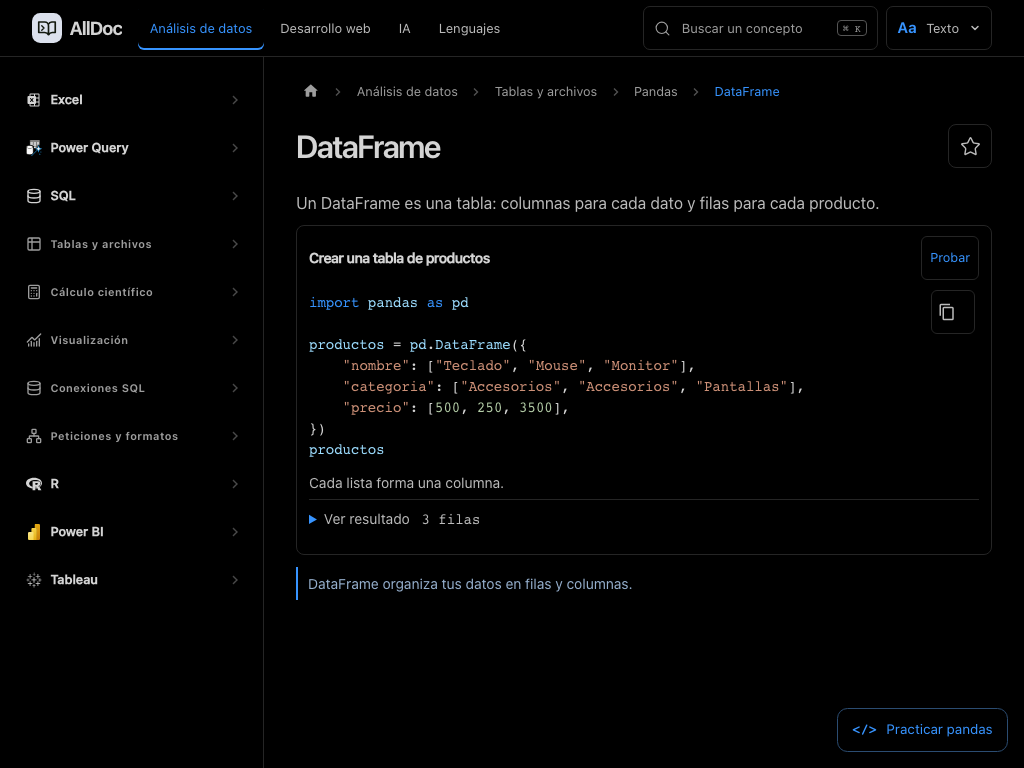 AllDoc
Análisis de datos
Desarrollo web
IA
Lenguajes
Buscar un concepto
⌘ K
Aa Texto
Excel
Power Query
SQL
Tablas y archivos
Cálculo científico
Visualización
Conexiones SQL
Peticiones y formatos
R
Power BI
Tableau
Análisis de datos > Tablas y archivos > Pandas > DataFrame
DataFrame
Un DataFrame es una tabla: columnas para cada dato y filas para cada producto.
Crear una tabla de productos
Probar
import pandas as pd
productos = pd.DataFrame({
    "nombre": ["Teclado", "Mouse", "Monitor"],
    "categoria": ["Accesorios", "Accesorios", "Pantallas"],
    "precio": [500, 250, 3500],
})
productos
Cada lista forma una columna.
Ver resultado 3 filas
DataFrame organiza tus datos en filas y columnas.
</> Practicar pandas